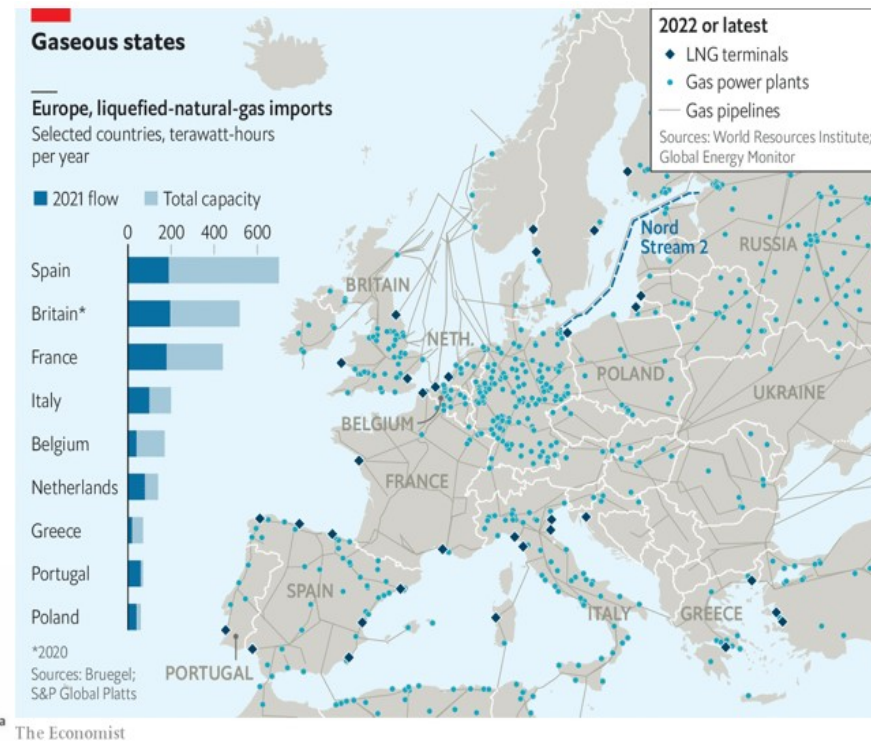 Gaseous states
Europe, liquefied-natural-gas imports
Selected countries, terawatt-hours
per year
2021 flow
Total capacity
0 200 400 600
Spain
Britain*
France
Italy
Belgium
Netherlands
Greece
Portugal
Poland
*2020
Sources: Bruegel;
S&P Global Platts
2022 or latest
LNG terminals
Gas power plants
Gas pipelines
Sources: World Resources Institute;
Global Energy Monitor
Nord
Stream 2
RUSSIA
BRITAIN
NETH.
POLAND
UKRAINE
BELGIUM
FRANCE
SPAIN
ITALY
GREECE
PORTUGAL
a
The Economist